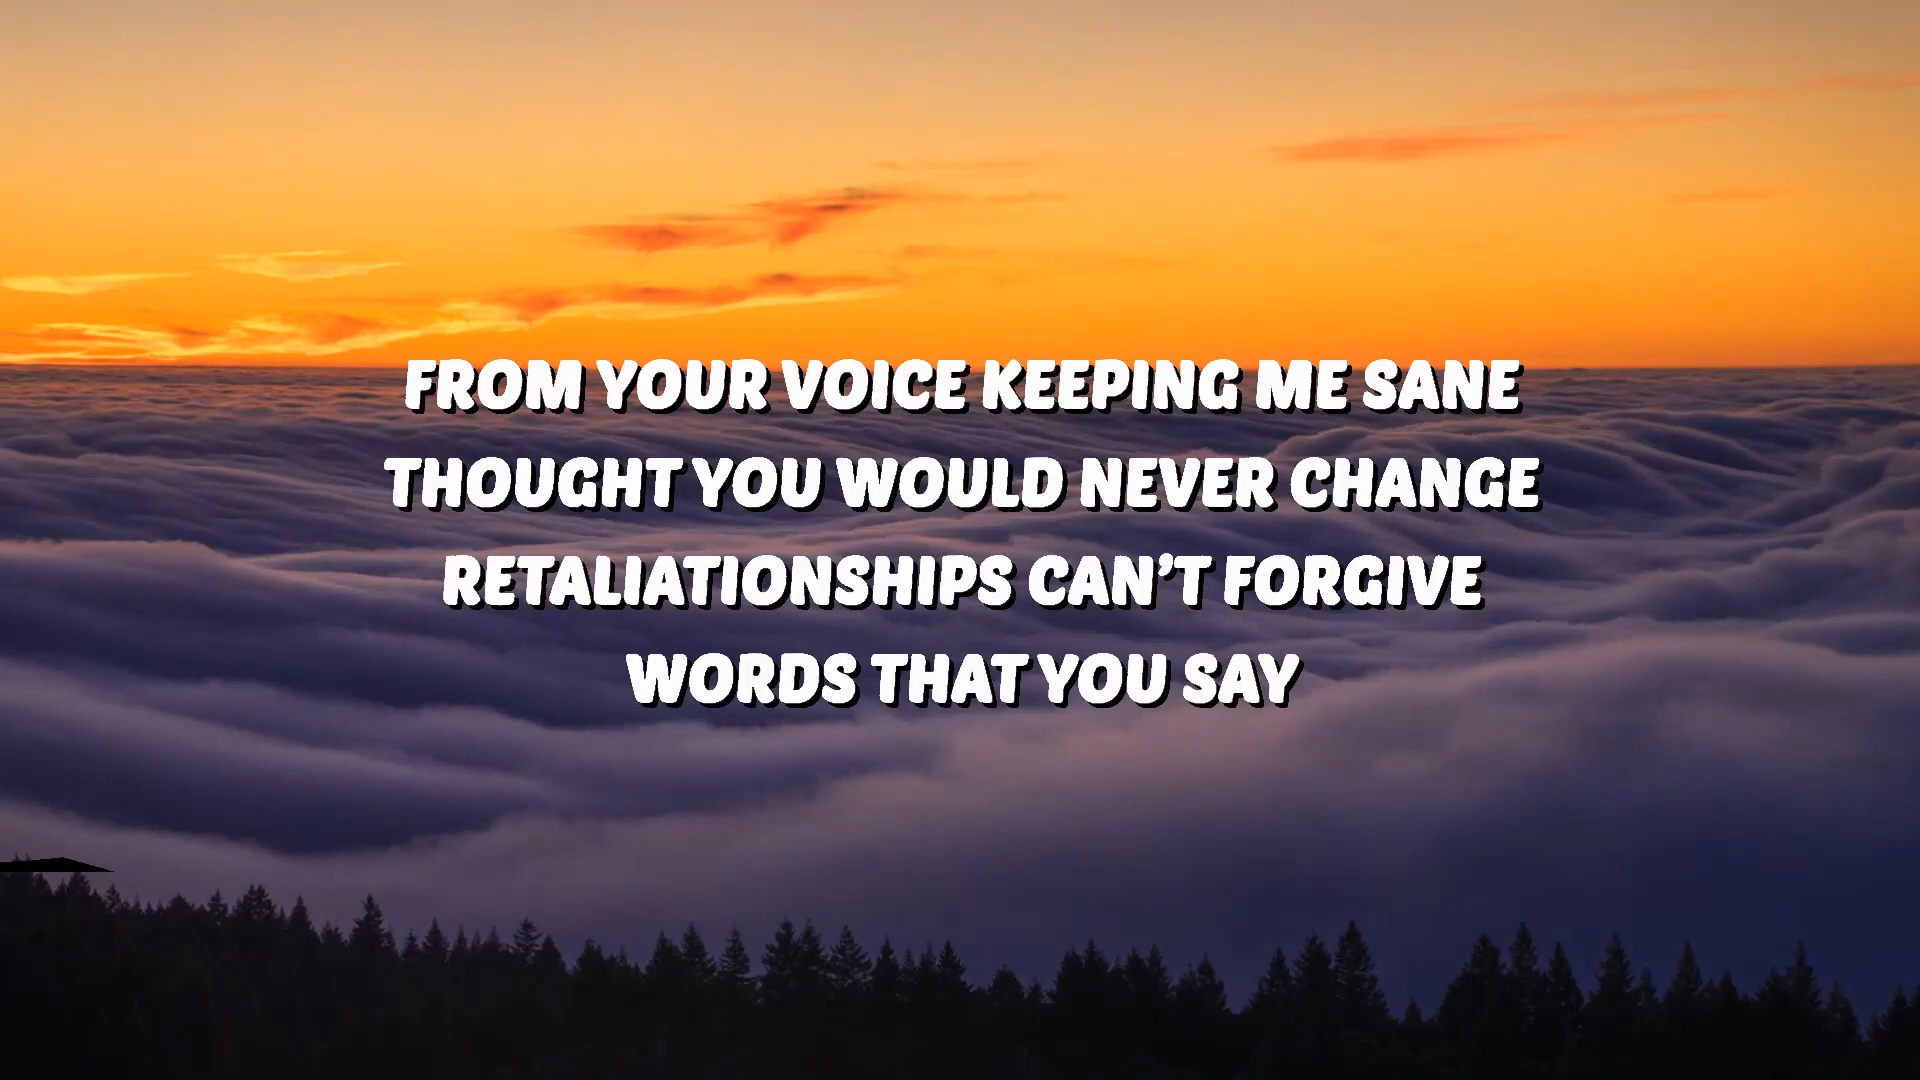 FROM YOUR VOICE KEEPING ME SANE
THOUGHT YOU WOULD NEVER CHANGE
RETALIATIONSHIPS CAN’T FORGIVE
WORDS THAT YOU SAY